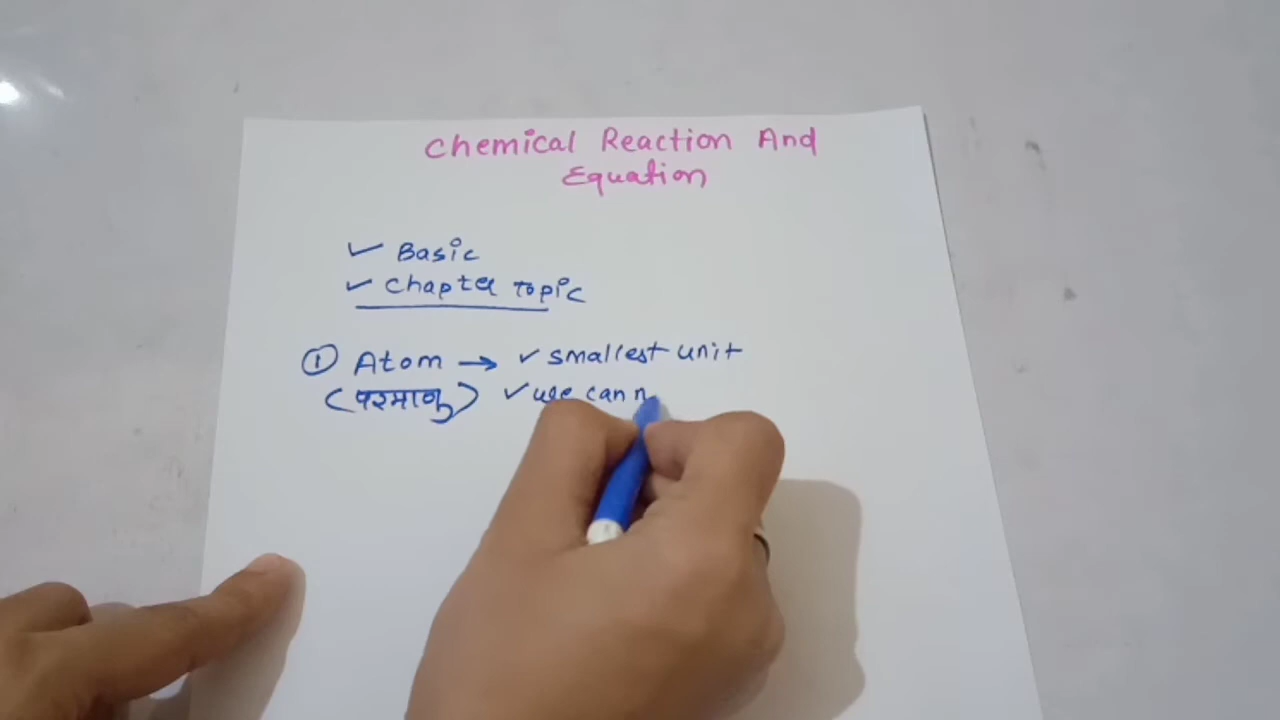 Chemical Reaction And
Equation
✓ Basic
✓ Chapter topic
① Atom → ✓ smallest unit
(परमानु) ✓ we can n